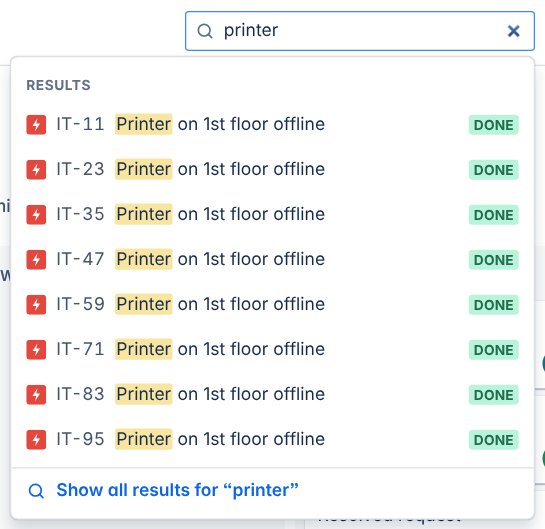 printer
RESULTS
IT-11 Printer on 1st floor offline DONE
IT-23 Printer on 1st floor offline DONE
IT-35 Printer on 1st floor offline DONE
IT-47 Printer on 1st floor offline DONE
IT-59 Printer on 1st floor offline DONE
IT-71 Printer on 1st floor offline DONE
IT-83 Printer on 1st floor offline DONE
IT-95 Printer on 1st floor offline DONE
Show all results for “printer”